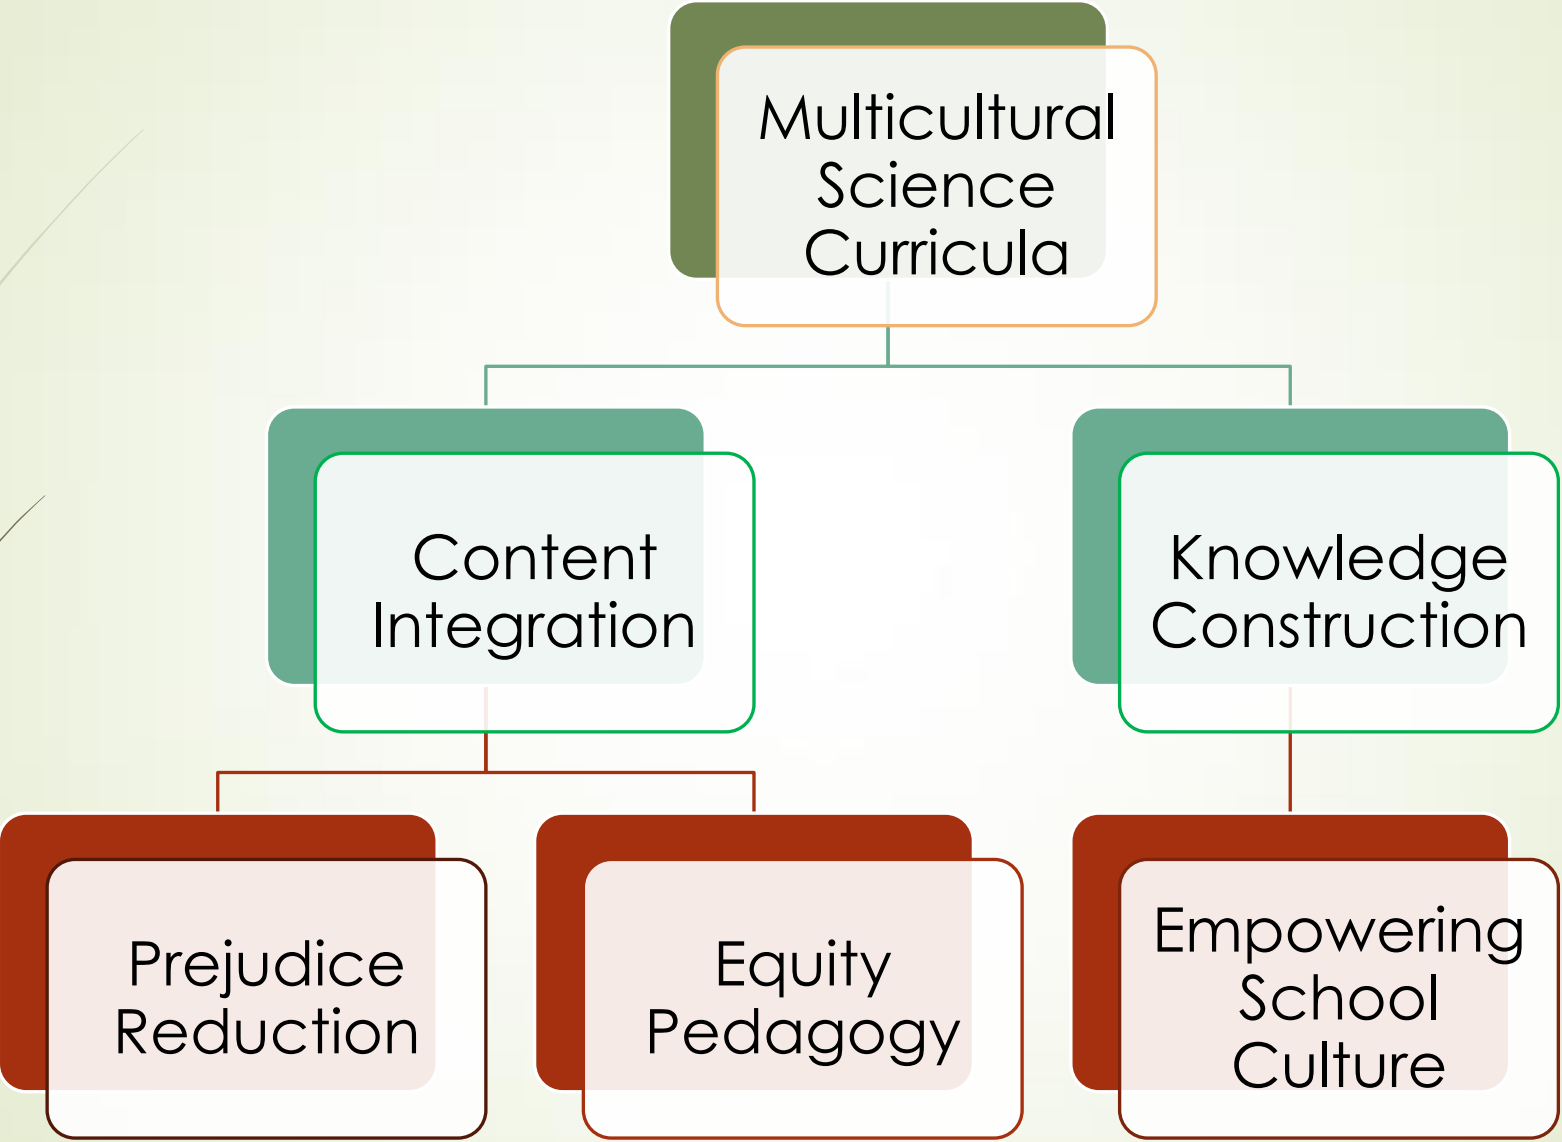 Multicultural
Science
Curricula
Content
Integration
Knowledge
Construction
Prejudice
Reduction
Equity
Pedagogy
Empowering
School
Culture